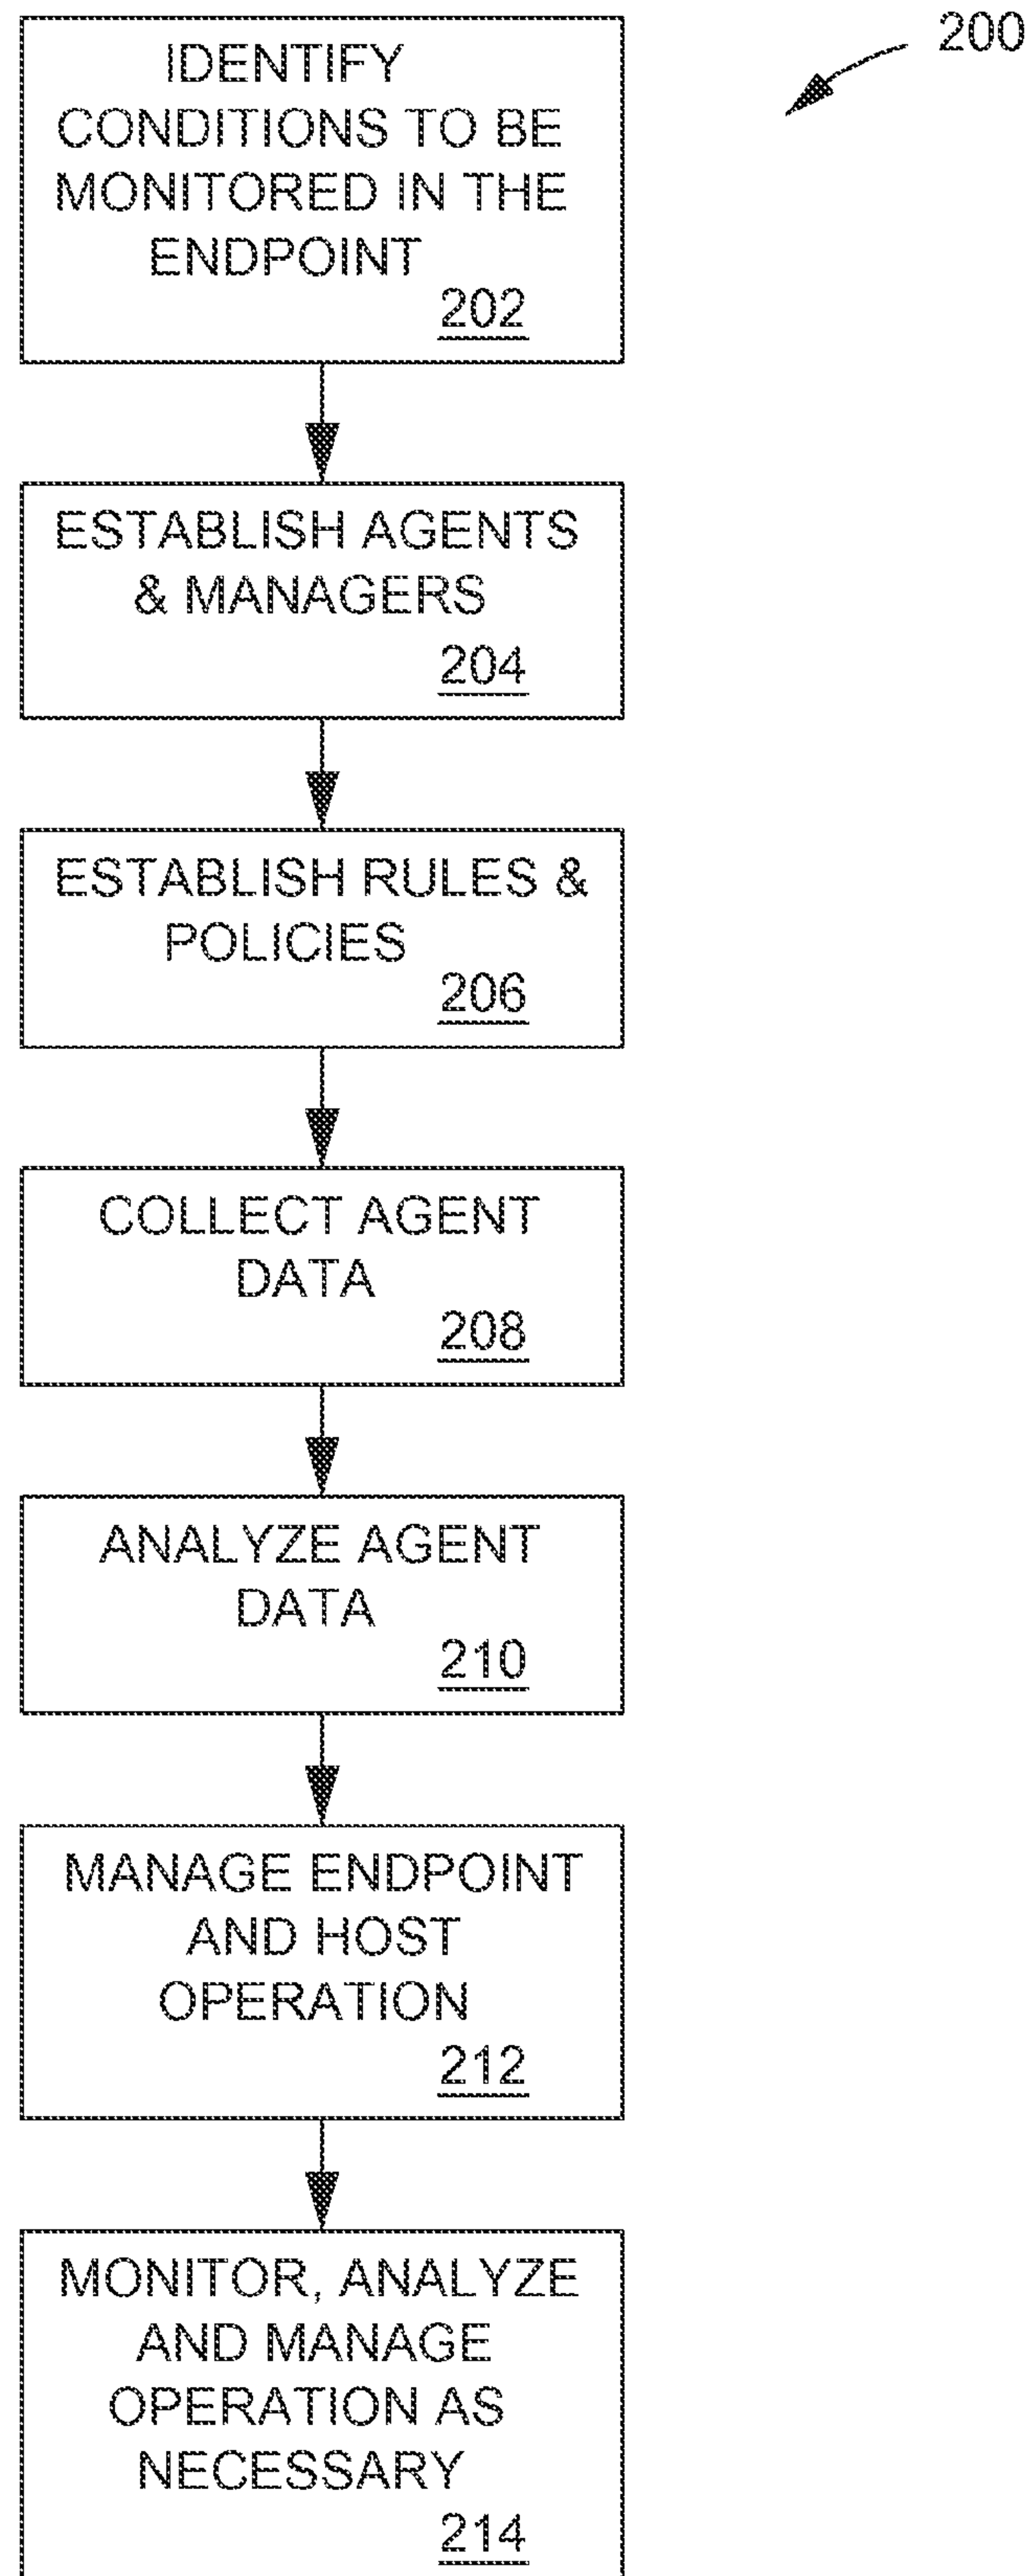 200
IDENTIFY
CONDITIONS TO BE
MONITORED IN THE
ENDPOINT
202
ESTABLISH AGENTS
& MANAGERS
204
ESTABLISH RULES &
POLICIES
206
COLLECT AGENT
DATA
208
ANALYZE AGENT
DATA
210
MANAGE ENDPOINT
AND HOST
OPERATION
212
MONITOR, ANALYZE
AND MANAGE
OPERATION AS
NECESSARY
214